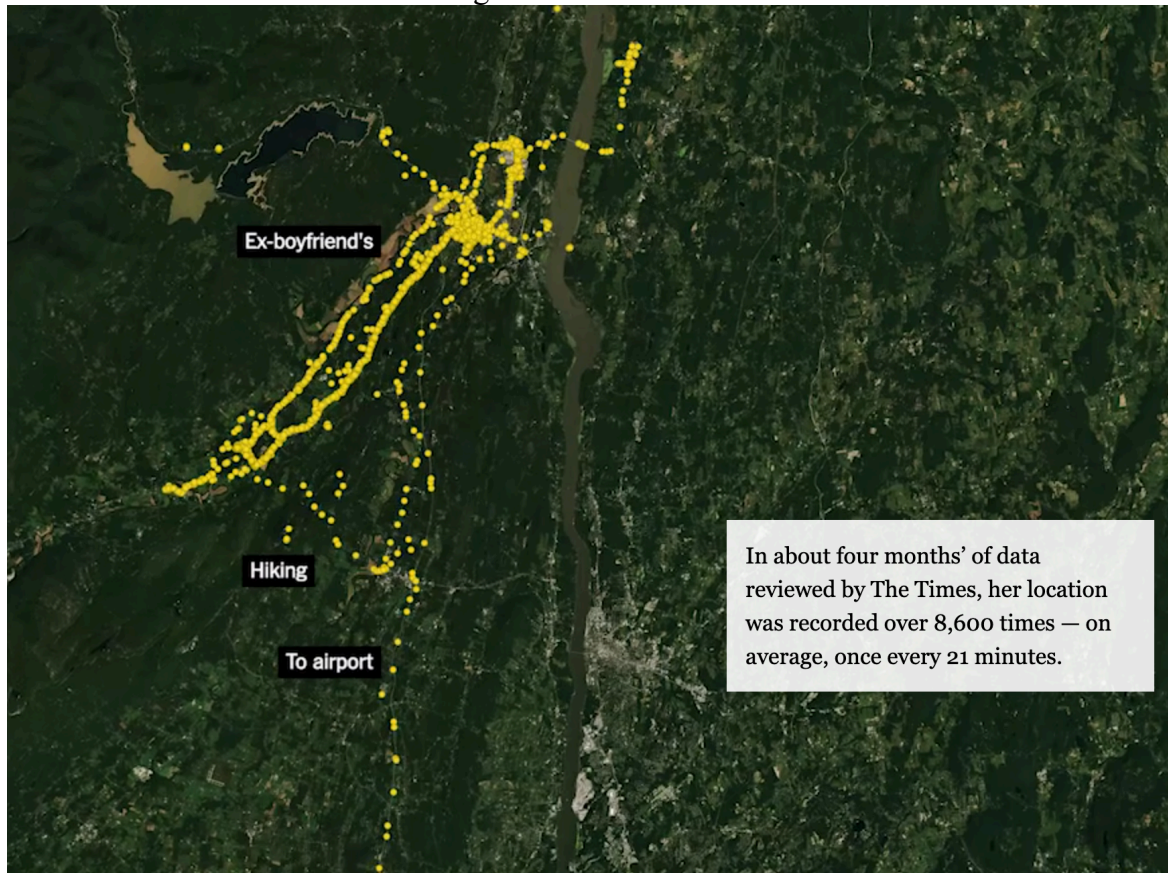 Ex-boyfriend's
Hiking
To airport
In about four months’ of data
reviewed by The Times, her location
was recorded over 8,600 times — on
average, once every 21 minutes.